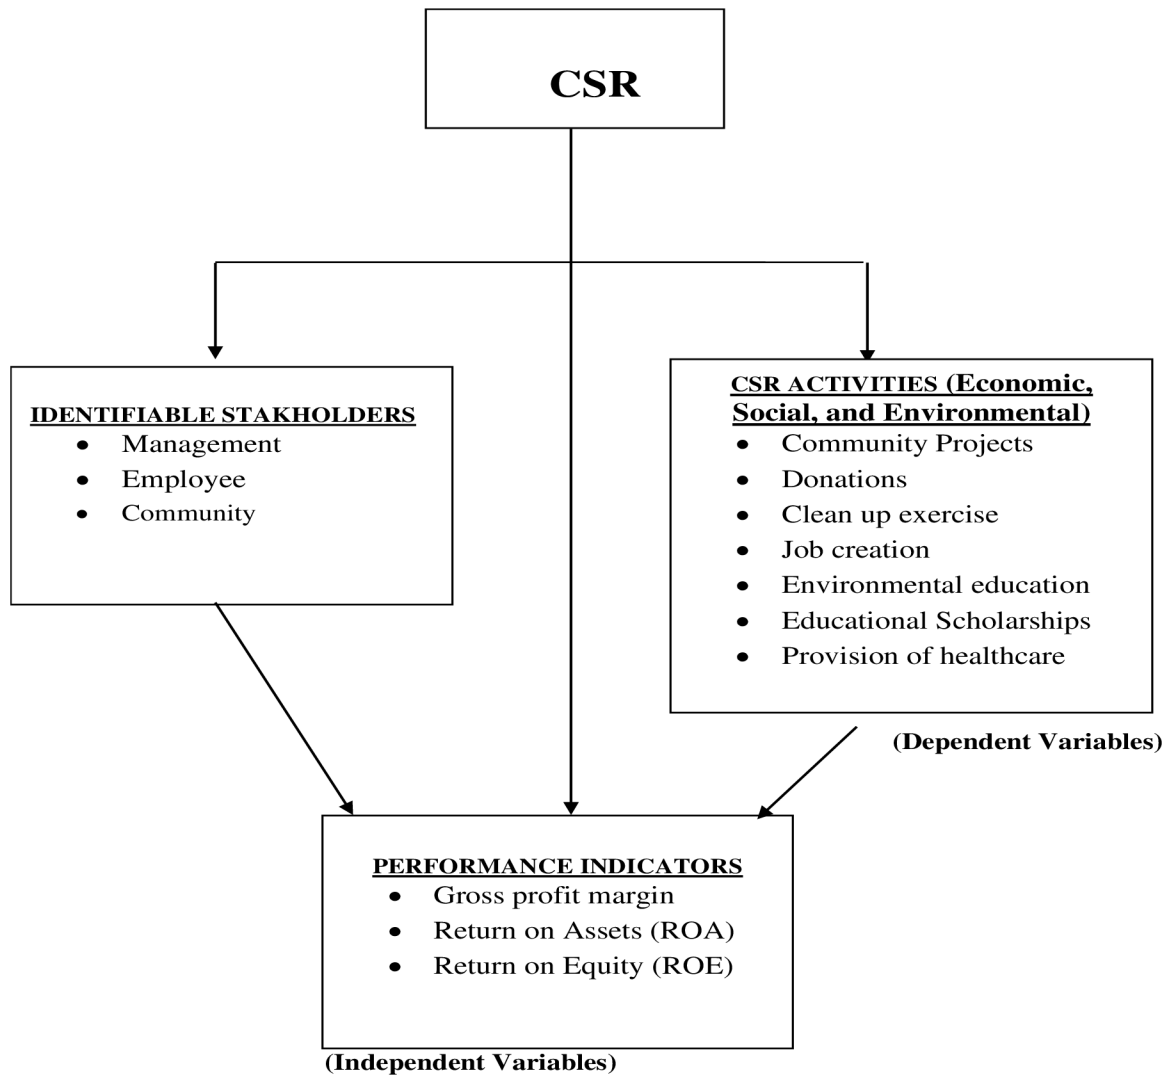 CSR
IDENTIFIABLE STAKHOLDERS
• Management
• Employee
• Community
CSR ACTIVITIES (Economic,
Social, and Environmental)
• Community Projects
• Donations
• Clean up exercise
• Job creation
• Environmental education
• Educational Scholarships
• Provision of healthcare
(Dependent Variables)
PERFORMANCE INDICATORS
• Gross profit margin
• Return on Assets (ROA)
• Return on Equity (ROE)
(Independent Variables)